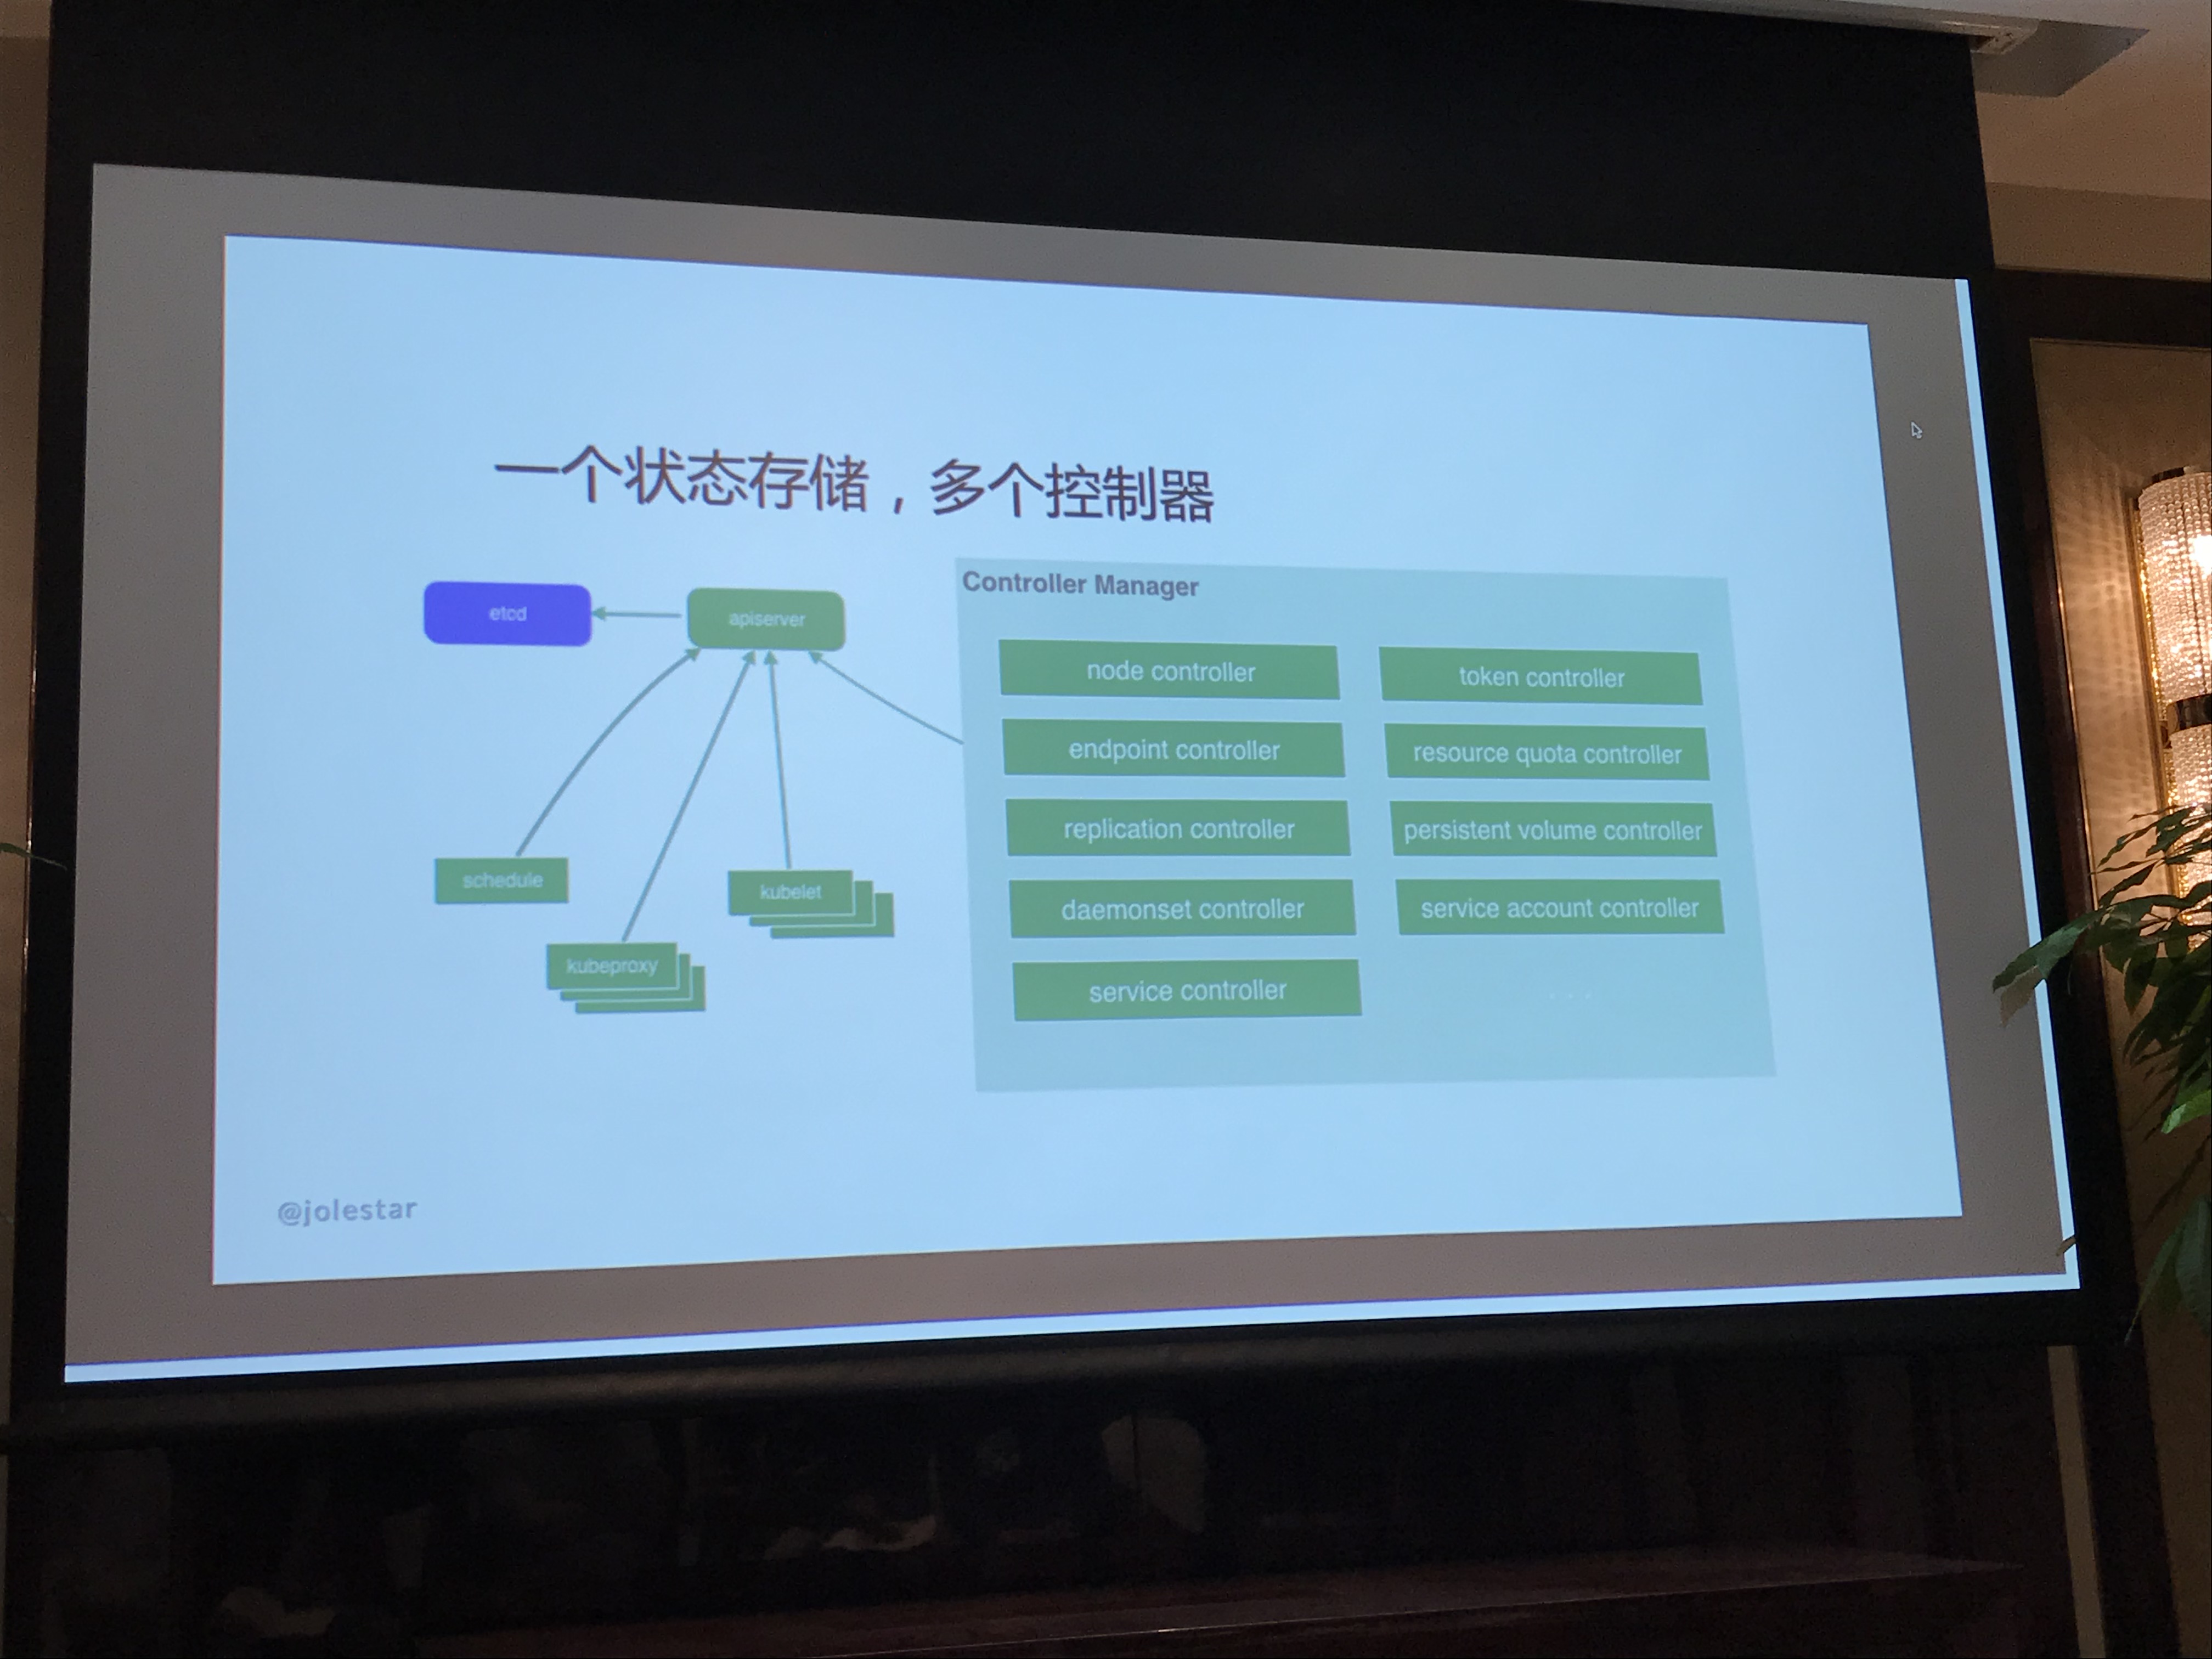 一个状态存储，多个控制器
etcd
apiserver
schedule
kubeproxy
kubelet
Controller Manager
node controller
endpoint controller
replication controller
daemonset controller
service controller
token controller
resource quota controller
persistent volume controller
service account controller
...
@jolestar